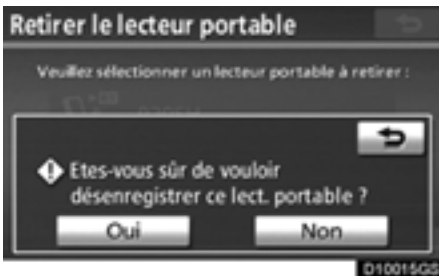 Retirer le lecteur portable
Veuillez sélectionner un lecteur portable à retirer :
Etes-vous sûr de vouloir
désenregistrer ce lect. portable ?
Oui
Non
D10015GS